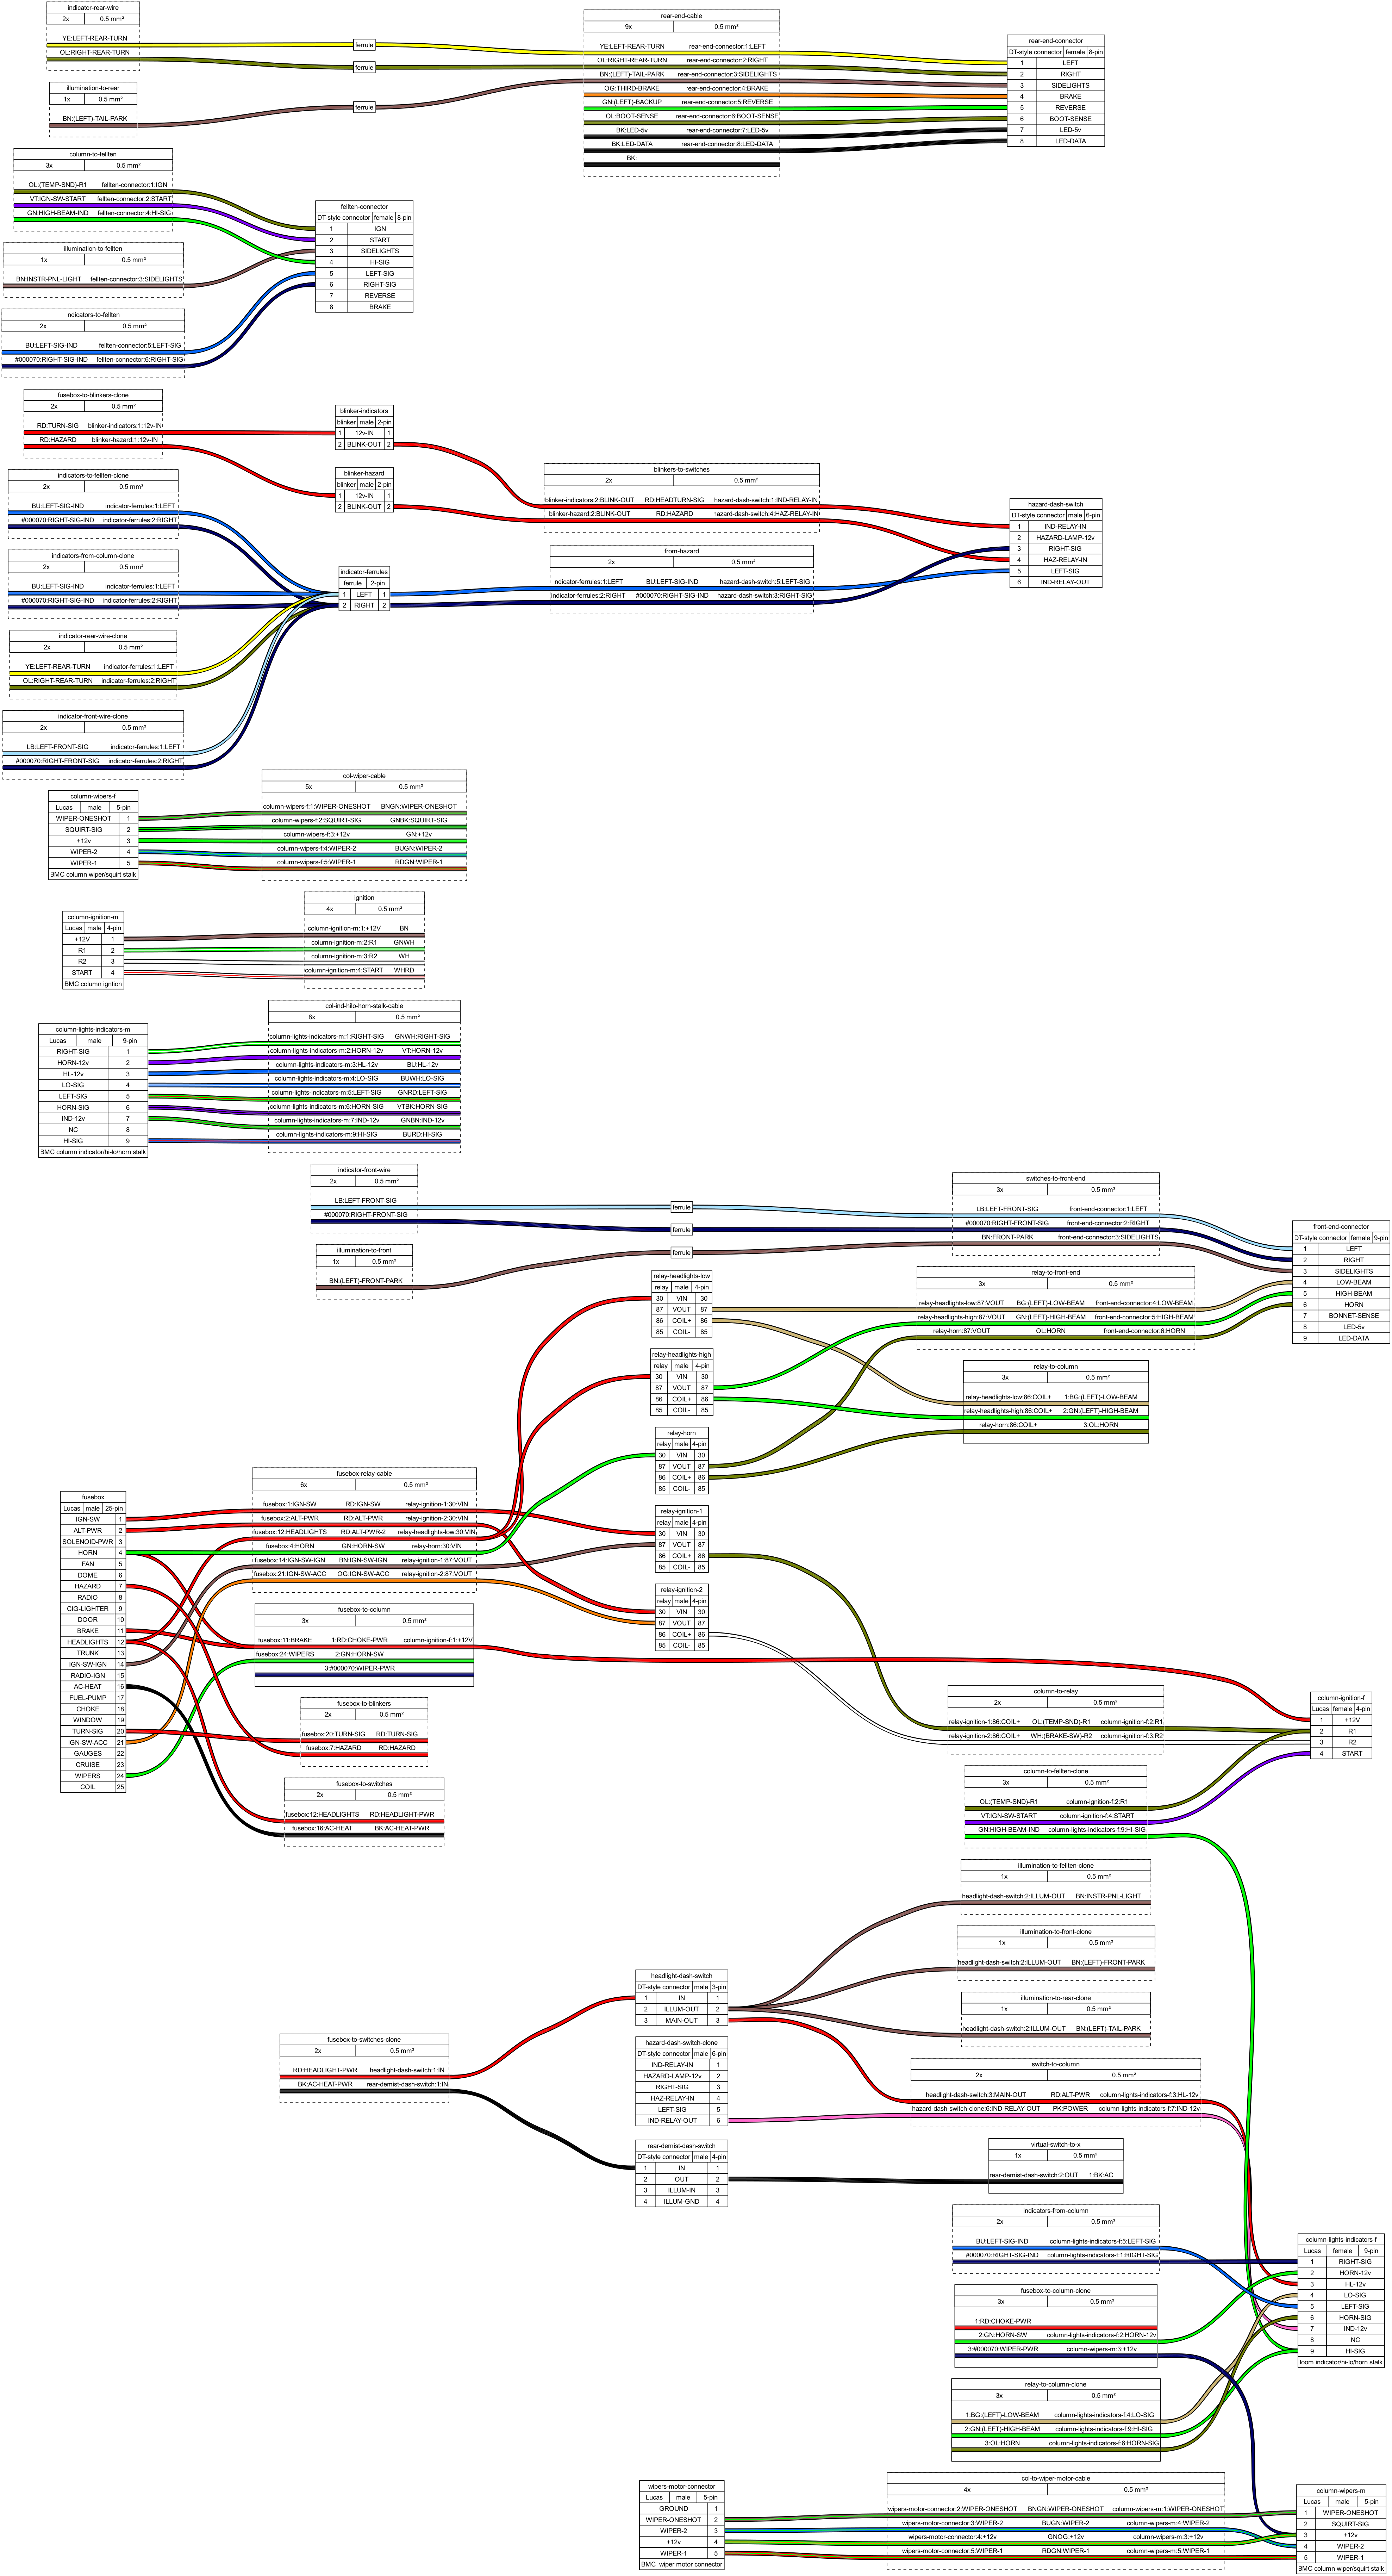 indicator-rear-wire
2x 0.5 mm²
YE:LEFT-REAR-TURN
OL:RIGHT-REAR-TURN
illumination-to-rear
1x 0.5 mm²
BN:(LEFT)-TAIL-PARK
ferrule
ferrule
ferrule
rear-end-cable
9x 0.5 mm²
YE:LEFT-REAR-TURN rear-end-connector:1:LEFT
OL:RIGHT-REAR-TURN rear-end-connector:2:RIGHT
BN:(LEFT)-TAIL-PARK rear-end-connector:3:SIDELIGHTS
OG:THIRD-BRAKE rear-end-connector:4:BRAKE
GN:(LEFT)-BACKUP rear-end-connector:5:REVERSE
OL:BOOT-SENSE rear-end-connector:6:BOOT-SENSE
BK:LED-5v rear-end-connector:7:LED-5v
BK:LED-DATA rear-end-connector:8:LED-DATA
BK:
rear-end-connector
DT-style connector female 8-pin
1 LEFT
2 RIGHT
3 SIDELIGHTS
4 BRAKE
5 REVERSE
6 BOOT-SENSE
7 LED-5v
8 LED-DATA
column-to-fellten
3x 0.5 mm²
OL:(TEMP-SND)-R1 fellten-connector:1:IGN
VT:IGN-SW-START fellten-connector:2:START
GN:HIGH-BEAM-IND fellten-connector:4:HI-SIG
illumination-to-fellten
1x 0.5 mm²
BN:INSTR-PNL-LIGHT fellten-connector:3:SIDELIGHTS
indicators-to-fellten
2x 0.5 mm²
BU:LEFT-SIG-IND fellten-connector:5:LEFT-SIG
#000070:RIGHT-SIG-IND fellten-connector:6:RIGHT-SIG
fellten-connector
DT-style connector female 8-pin
1 IGN
2 START
3 SIDELIGHTS
4 HI-SIG
5 LEFT-SIG
6 RIGHT-SIG
7 REVERSE
8 BRAKE
fusebox-to-blinkers-clone
2x 0.5 mm²
RD:TURN-SIG blinker-indicators:1:12v-IN
RD:HAZARD blinker-hazard:1:12v-IN
indicators-to-fellten-clone
2x 0.5 mm²
BU:LEFT-SIG-IND indicator-ferrules:1:LEFT
#000070:RIGHT-SIG-IND indicator-ferrules:2:RIGHT
indicators-from-column-clone
2x 0.5 mm²
BU:LEFT-SIG-IND indicator-ferrules:1:LEFT
#000070:RIGHT-SIG-IND indicator-ferrules:2:RIGHT
indicator-rear-wire-clone
2x 0.5 mm²
YE:LEFT-REAR-TURN indicator-ferrules:1:LEFT
OL:RIGHT-REAR-TURN indicator-ferrules:2:RIGHT
indicator-front-wire-clone
2x 0.5 mm²
LB:LEFT-FRONT-SIG indicator-ferrules:1:LEFT
#000070:RIGHT-FRONT-SIG indicator-ferrules:2:RIGHT
blinker-indicators
blinker male 2-pin
1 12v-IN 1
2 BLINK-OUT 2
blinker-hazard
blinker male 2-pin
1 12v-IN 1
2 BLINK-OUT 2
indicator-ferrules
ferrule 2-pin
1 LEFT 1
2 RIGHT 2
blinkers-to-switches
2x 0.5 mm²
blinker-indicators:2:BLINK-OUT RD:HEADTURN-SIG hazard-dash-switch:1:IND-RELAY-IN
blinker-hazard:2:BLINK-OUT RD:HAZARD hazard-dash-switch:4:HAZ-RELAY-IN
from-hazard
2x 0.5 mm²
indicator-ferrules:1:LEFT BU:LEFT-SIG-IND hazard-dash-switch:5:LEFT-SIG
indicator-ferrules:2:RIGHT #000070:RIGHT-SIG-IND hazard-dash-switch:3:RIGHT-SIG
hazard-dash-switch
DT-style connector male 6-pin
1 IND-RELAY-IN
2 HAZARD-LAMP-12v
3 RIGHT-SIG
4 HAZ-RELAY-IN
5 LEFT-SIG
6 IND-RELAY-OUT
column-wipers-f
Lucas male 5-pin
WIPER-ONESHOT 1
SQUIRT-SIG 2
+12v 3
WIPER-2 4
WIPER-1 5
BMC column wiper/squirt stalk
col-wiper-cable
5x 0.5 mm²
column-wipers-f:1:WIPER-ONESHOT BNGN:WIPER-ONESHOT
column-wipers-f:2:SQUIRT-SIG GNBK:SQUIRT-SIG
column-wipers-f:3:+12v GN:+12v
column-wipers-f:4:WIPER-2 BUGN:WIPER-2
column-wipers-f:5:WIPER-1 RDGN:WIPER-1
column-ignition-m
Lucas male 4-pin
+12V 1
R1 2
R2 3
START 4
BMC column igntion
ignition
4x 0.5 mm²
column-ignition-m:1:+12V BN
column-ignition-m:2:R1 GNWH
column-ignition-m:3:R2 WH
column-ignition-m:4:START WHRD
column-lights-indicators-m
Lucas male 9-pin
RIGHT-SIG 1
HORN-12v 2
HL-12v 3
LO-SIG 4
LEFT-SIG 5
HORN-SIG 6
IND-12v 7
NC 8
HI-SIG 9
BMC column indicator/hi-lo/horn stalk
col-ind-hilo-horn-stalk-cable
8x 0.5 mm²
column-lights-indicators-m:1:RIGHT-SIG GNWH:RIGHT-SIG
column-lights-indicators-m:2:HORN-12v VT:HORN-12v
column-lights-indicators-m:3:HL-12v BU:HL-12v
column-lights-indicators-m:4:LO-SIG BUWH:LO-SIG
column-lights-indicators-m:5:LEFT-SIG GNRD:LEFT-SIG
column-lights-indicators-m:6:HORN-SIG VTBK:HORN-SIG
column-lights-indicators-m:7:IND-12v GNBN:IND-12v
column-lights-indicators-m:9:HI-SIG BURD:HI-SIG
indicator-front-wire
2x 0.5 mm²
LB:LEFT-FRONT-SIG
#000070:RIGHT-FRONT-SIG
illumination-to-front
1x 0.5 mm²
BN:(LEFT)-FRONT-PARK
ferrule
ferrule
ferrule
switches-to-front-end
3x 0.5 mm²
LB:LEFT-FRONT-SIG front-end-connector:1:LEFT
#000070:RIGHT-FRONT-SIG front-end-connector:2:RIGHT
BN:FRONT-PARK front-end-connector:3:SIDELIGHTS
relay-to-front-end
3x 0.5 mm²
relay-headlights-low:87:VOUT BG:(LEFT)-LOW-BEAM front-end-connector:4:LOW-BEAM
relay-headlights-high:87:VOUT GN:(LEFT)-HIGH-BEAM front-end-connector:5:HIGH-BEAM
relay-horn:87:VOUT OL:HORN front-end-connector:6:HORN
front-end-connector
DT-style connector female 9-pin
1 LEFT
2 RIGHT
3 SIDELIGHTS
4 LOW-BEAM
5 HIGH-BEAM
6 HORN
7 BONNET-SENSE
8 LED-5v
9 LED-DATA
relay-to-column
3x 0.5 mm²
relay-headlights-low:86:COIL+ 1:BG:(LEFT)-LOW-BEAM
relay-headlights-high:86:COIL+ 2:GN:(LEFT)-HIGH-BEAM
relay-horn:86:COIL+ 3:OL:HORN
relay-headlights-low
relay male 4-pin
30 VIN 30
87 VOUT 87
86 COIL+ 86
85 COIL- 85
relay-headlights-high
relay male 4-pin
30 VIN 30
87 VOUT 87
86 COIL+ 86
85 COIL- 85
relay-horn
relay male 4-pin
30 VIN 30
87 VOUT 87
86 COIL+ 86
85 COIL- 85
relay-ignition-1
relay male 4-pin
30 VIN 30
87 VOUT 87
86 COIL+ 86
85 COIL- 85
relay-ignition-2
relay male 4-pin
30 VIN 30
87 VOUT 87
86 COIL+ 86
85 COIL- 85
fusebox
Lucas male 25-pin
IGN-SW 1
ALT-PWR 2
SOLENOID-PWR 3
HORN 4
FAN 5
DOME 6
HAZARD 7
RADIO 8
CIG-LIGHTER 9
DOOR 10
BRAKE 11
HEADLIGHTS 12
TRUNK 13
IGN-SW-IGN 14
RADIO-IGN 15
AC-HEAT 16
FUEL-PUMP 17
CHOKE 18
WINDOW 19
TURN-SIG 20
IGN-SW-ACC 21
GAUGES 22
CRUISE 23
WIPERS 24
COIL 25
fusebox-relay-cable
6x 0.5 mm²
fusebox:1:IGN-SW RD:IGN-SW relay-ignition-1:30:VIN
fusebox:2:ALT-PWR RD:ALT-PWR relay-ignition-2:30:VIN
fusebox:12:HEADLIGHTS RD:ALT-PWR-2 relay-headlights-low:30:VIN
fusebox:4:HORN GN:HORN-SW relay-horn:30:VIN
fusebox:14:IGN-SW-IGN BN:IGN-SW-IGN relay-ignition-1:87:VOUT
fusebox:21:IGN-SW-ACC OG:IGN-SW-ACC relay-ignition-2:87:VOUT
fusebox-to-column
3x 0.5 mm²
fusebox:11:BRAKE 1:RD:CHOKE-PWR column-ignition-f:1:+12V
fusebox:24:WIPERS 2:GN:HORN-SW
3:#000070:WIPER-PWR
fusebox-to-blinkers
2x 0.5 mm²
fusebox:20:TURN-SIG RD:TURN-SIG
fusebox:7:HAZARD RD:HAZARD
fusebox-to-switches
2x 0.5 mm²
fusebox:12:HEADLIGHTS RD:HEADLIGHT-PWR
fusebox:16:AC-HEAT BK:AC-HEAT-PWR
column-to-relay
2x 0.5 mm²
relay-ignition-1:86:COIL+ OL:(TEMP-SND)-R1 column-ignition-f:2:R1
relay-ignition-2:86:COIL+ WH:(BRAKE-SW)-R2 column-ignition-f:3:R2
column-ignition-f
Lucas female 4-pin
1 +12V
2 R1
3 R2
4 START
column-to-fellten-clone
3x 0.5 mm²
OL:(TEMP-SND)-R1 column-ignition-f:2:R1
VT:IGN-SW-START column-ignition-f:4:START
GN:HIGH-BEAM-IND column-lights-indicators-f:9:HI-SIG
illumination-to-fellten-clone
1x 0.5 mm²
headlight-dash-switch:2:ILLUM-OUT BN:INSTR-PNL-LIGHT
illumination-to-front-clone
1x 0.5 mm²
headlight-dash-switch:2:ILLUM-OUT BN:(LEFT)-FRONT-PARK
illumination-to-rear-clone
1x 0.5 mm²
headlight-dash-switch:2:ILLUM-OUT BN:(LEFT)-TAIL-PARK
fusebox-to-switches-clone
2x 0.5 mm²
RD:HEADLIGHT-PWR headlight-dash-switch:1:IN
BK:AC-HEAT-PWR rear-demist-dash-switch:1:IN
headlight-dash-switch
DT-style connector male 3-pin
1 IN 1
2 ILLUM-OUT 2
3 MAIN-OUT 3
hazard-dash-switch-clone
DT-style connector male 6-pin
IND-RELAY-IN 1
HAZARD-LAMP-12v 2
RIGHT-SIG 3
HAZ-RELAY-IN 4
LEFT-SIG 5
IND-RELAY-OUT 6
rear-demist-dash-switch
DT-style connector male 4-pin
1 IN 1
2 OUT 2
3 ILLUM-IN 3
4 ILLUM-GND 4
switch-to-column
2x 0.5 mm²
headlight-dash-switch:3:MAIN-OUT RD:ALT-PWR column-lights-indicators-f:3:HL-12v
hazard-dash-switch-clone:6:IND-RELAY-OUT PK:POWER column-lights-indicators-f:7:IND-12v
virtual-switch-to-x
1x 0.5 mm²
rear-demist-dash-switch:2:OUT 1:BK:AC
indicators-from-column
2x 0.5 mm²
BU:LEFT-SIG-IND column-lights-indicators-f:5:LEFT-SIG
#000070:RIGHT-SIG-IND column-lights-indicators-f:1:RIGHT-SIG
fusebox-to-column-clone
3x 0.5 mm²
1:RD:CHOKE-PWR
2:GN:HORN-SW column-lights-indicators-f:2:HORN-12v
3:#000070:WIPER-PWR column-wipers-m:3:+12v
relay-to-column-clone
3x 0.5 mm²
1:BG:(LEFT)-LOW-BEAM column-lights-indicators-f:4:LO-SIG
2:GN:(LEFT)-HIGH-BEAM column-lights-indicators-f:9:HI-SIG
3:OL:HORN column-lights-indicators-f:6:HORN-SIG
column-lights-indicators-f
Lucas female 9-pin
1 RIGHT-SIG
2 HORN-12v
3 HL-12v
4 LO-SIG
5 LEFT-SIG
6 HORN-SIG
7 IND-12v
8 NC
9 HI-SIG
loom indicator/hi-lo/horn stalk
wipers-motor-connector
Lucas male 5-pin
GROUND 1
WIPER-ONESHOT 2
WIPER-2 3
+12v 4
WIPER-1 5
BMC wiper motor connector
col-to-wiper-motor-cable
4x 0.5 mm²
wipers-motor-connector:2:WIPER-ONESHOT BNGN:WIPER-ONESHOT column-wipers-m:1:WIPER-ONESHOT
wipers-motor-connector:3:WIPER-2 BUGN:WIPER-2 column-wipers-m:4:WIPER-2
wipers-motor-connector:4:+12v GNOG:+12v column-wipers-m:3:+12v
wipers-motor-connector:5:WIPER-1 RDGN:WIPER-1 column-wipers-m:5:WIPER-1
column-wipers-m
Lucas male 5-pin
1 WIPER-ONESHOT
2 SQUIRT-SIG
3 +12v
4 WIPER-2
5 WIPER-1
BMC column wiper/squirt stalk